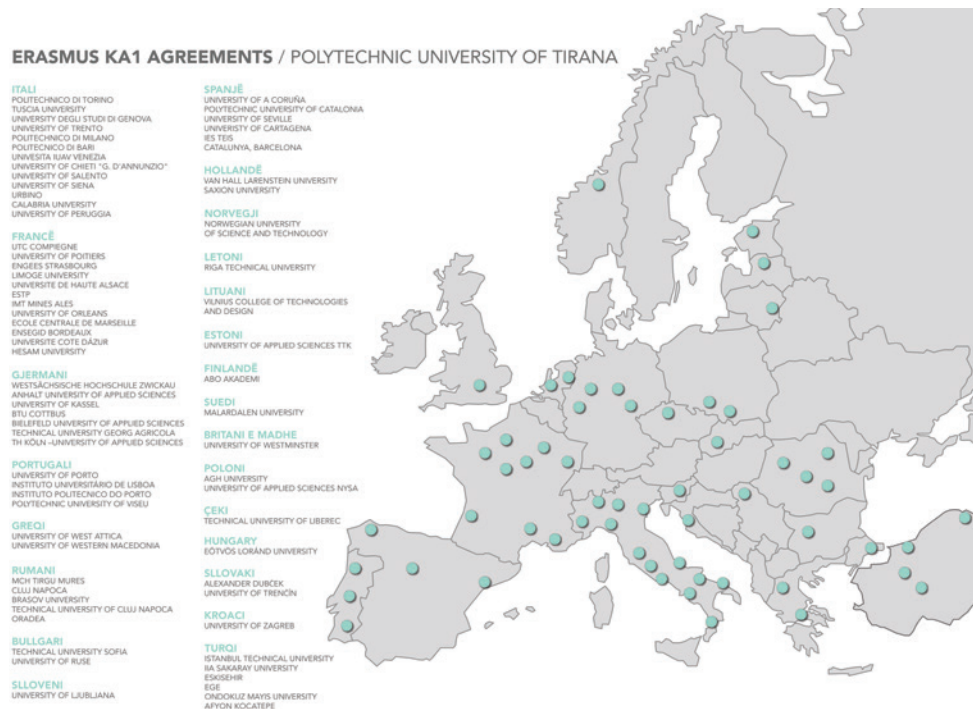 ERASMUS KA1 AGREEMENTS / POLYTECHNIC UNIVERSITY OF TIRANA
ITALI
POLITECHNICO DI TORINO
TUSCIA UNIVERSITY
UNIVERSITY DEGLI STUDI DI GENOVA
UNIVERSITY OF TRENTO
POLITECHNICO DI MILANO
POLITECNICO DI BARI
UNIVESITA IUAV VENEZIA
UNIVERSITY OF CHIETI "G. D'ANNUNZIO"
UNIVERSITY OF SALENTO
UNIVERSITY OF SIENA
URBINO
CALABRIA UNIVERSITY
UNIVERSITY OF PERUGGIA
FRANCË
UTC COMPIEGNE
UNIVERSITY OF POITIERS
ENGEES STRASBOURG
LIMOGE UNIVERSITY
UNIVERSITE DE HAUTE ALSACE
ESTP
IMT MINES ALES
UNIVERSITY OF ORLEANS
ECOLE CENTRALE DE MARSEILLE
ENSEGID BORDEAUX
UNIVERSITE COTE DÁZUR
HESAM UNIVERSITY
GJERMANI
WESTSÄCHSISCHE HOCHSCHULE ZWICKAU
ANHALT UNIVERSITY OF APPLIED SCIENCES
UNIVERSITY OF KASSEL
BTU COTTBUS
BIELEFELD UNIVERSITY OF APPLIED SCIENCES
TECHNICAL UNIVERSITY GEORG AGRICOLA
TH KÖLN -UNIVERSITY OF APPLIED SCIENCES
PORTUGALI
UNIVERSITY OF PORTO
INSTITUTO UNIVERSITÁRIO DE LISBOA
INSTITUTO POLITECNICO DO PORTO
POLYTECHNIC UNIVERSITY OF VISEU
GREQI
UNIVERSITY OF WEST ATTICA
UNIVERSITY OF WESTERN MACEDONIA
RUMANI
MCH TIRGU MURES
CLUJ NAPOCA
BRASOV UNIVERSITY
TECHNICAL UNIVERSITY OF CLUJ NAPOCA
ORADEA
BULLGARI
TECHNICAL UNIVERSITY SOFIA
UNIVERSITY OF RUSE
SLLOVENI
UNIVERSITY OF LJUBLJANA
SPANJË
UNIVERSITY OF A CORUÑA
POLYTECHNIC UNIVERSITY OF CATALONIA
UNIVERSITY OF SEVILLE
UNIVERISTY OF CARTAGENA
IES TEIS
CATALUNYA, BARCELONA
HOLLANDË
VAN HALL LARENSTEIN UNIVERSITY
SAXION UNIVERSITY
NORVEGJI
NORWEGIAN UNIVERSITY
OF SCIENCE AND TECHNOLOGY
LETONI
RIGA TECHNICAL UNIVERSITY
LITUANI
VILNIUS COLLEGE OF TECHNOLOGIES
AND DESIGN
ESTONI
UNIVERSITY OF APPLIED SCIENCES TTK
FINLANDË
ABO AKADEMI
SUEDI
MALARDALEN UNIVERSITY
BRITANI E MADHE
UNIVERSITY OF WESTMINSTER
POLONI
AGH UNIVERSITY
UNIVERSITY OF APPLIED SCIENCES NYSA
ÇEKI
TECHNICAL UNIVERSITY OF LIBEREC
HUNGARY
EÖTVÖS LORÁND UNIVERSITY
SLLOVAKI
ALEXANDER DUBČEK
UNIVERSITY OF TRENCÍN
KROACI
UNIVERSITY OF ZAGREB
TURQI
ISTANBUL TECHNICAL UNIVERSITY
IIA SAKARAY UNIVERSITY
ESKISEHIR
EGE
ONDOKUZ MAYIS UNIVERSITY
AFYON KOCATEPE